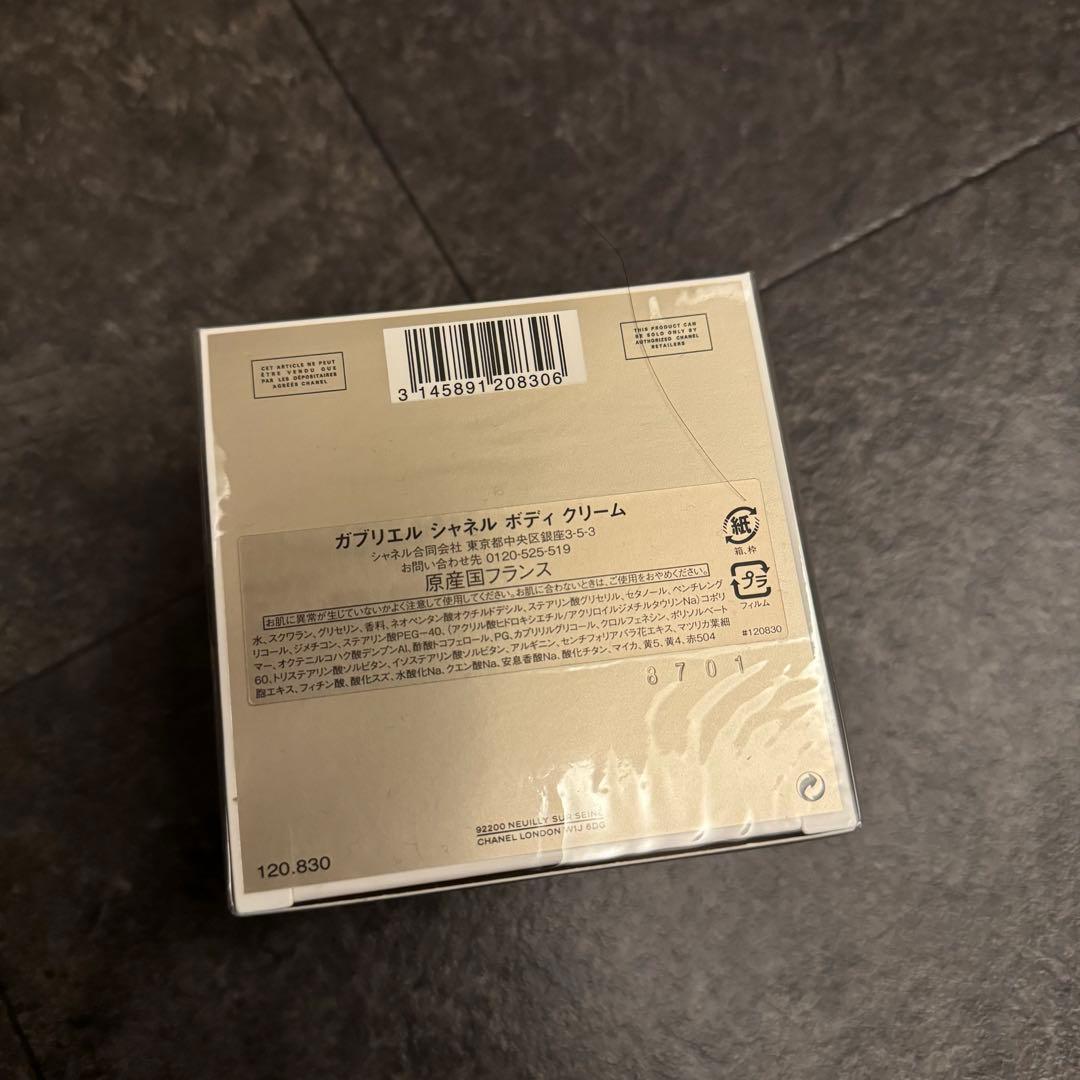 CET ARTICLE NE PEUT
ÊTRE VENDU QUE
PAR LES DÉPOSITAIRES
AGRÉÉS CHANEL
3 145891 208306
THIS PRODUCT CAN
BE SOLD ONLY BY
AUTHORIZED CHANEL
RETAILERS
ガブリエル シャネル ボディ クリーム
シャネル合同会社 東京都中央区銀座3-5-3
お問い合わせ先 0120-525-519
原産国フランス
お肌に異常が生じていないかよく注意して使用してください。お肌に合わないときは、ご使用をおやめください。
水、スクワラン、グリセリン、香料、ネオペンタン酸オクチルドデシル、ステアリン酸グリセリル、セタノール、ペンチレング
リコール、ジメチコン、ステアリン酸PEG-40、(アクリル酸ヒドロキシエチル/アクリロイルジメチルタウリンNa)コポリ
マー、オクテニルコハク酸デンプンAl、酢酸トコフェロール、PG、カプリリルグリコール、クロルフェネシン、ポリソルベート
60、トリステアリン酸ソルビタン、イソステアリン酸ソルビタン、アルギニン、センチフォリアバラ花エキス、マツリカ葉細
胞エキス、フィチン酸、酸化スズ、水酸化Na、クエン酸Na、安息香酸Na、酸化チタン、マイカ、黄5、黄4、赤504
紙
箱、枠
プラ
フィルム
#120830
8701
92200 NEUILLY SUR SEINE
CHANEL LONDON W1J 6DG
120.830